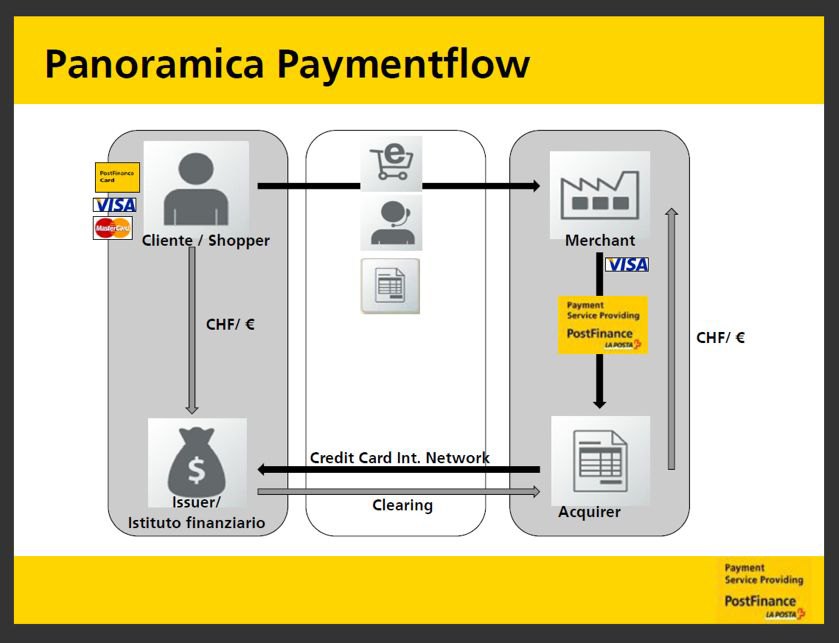 Panoramica Paymentflow
PostFinance
Card
VISA
MasterCard
e
Cliente / Shopper
Merchant
VISA
CHF/ €
Payment
Service Providing
PostFinance
LA POSTA
CHF/ €
$
Credit Card Int. Network
Clearing
Issuer/
Istituto finanziario
Acquirer
Payment
Service Providing
PostFinance
LA POSTA